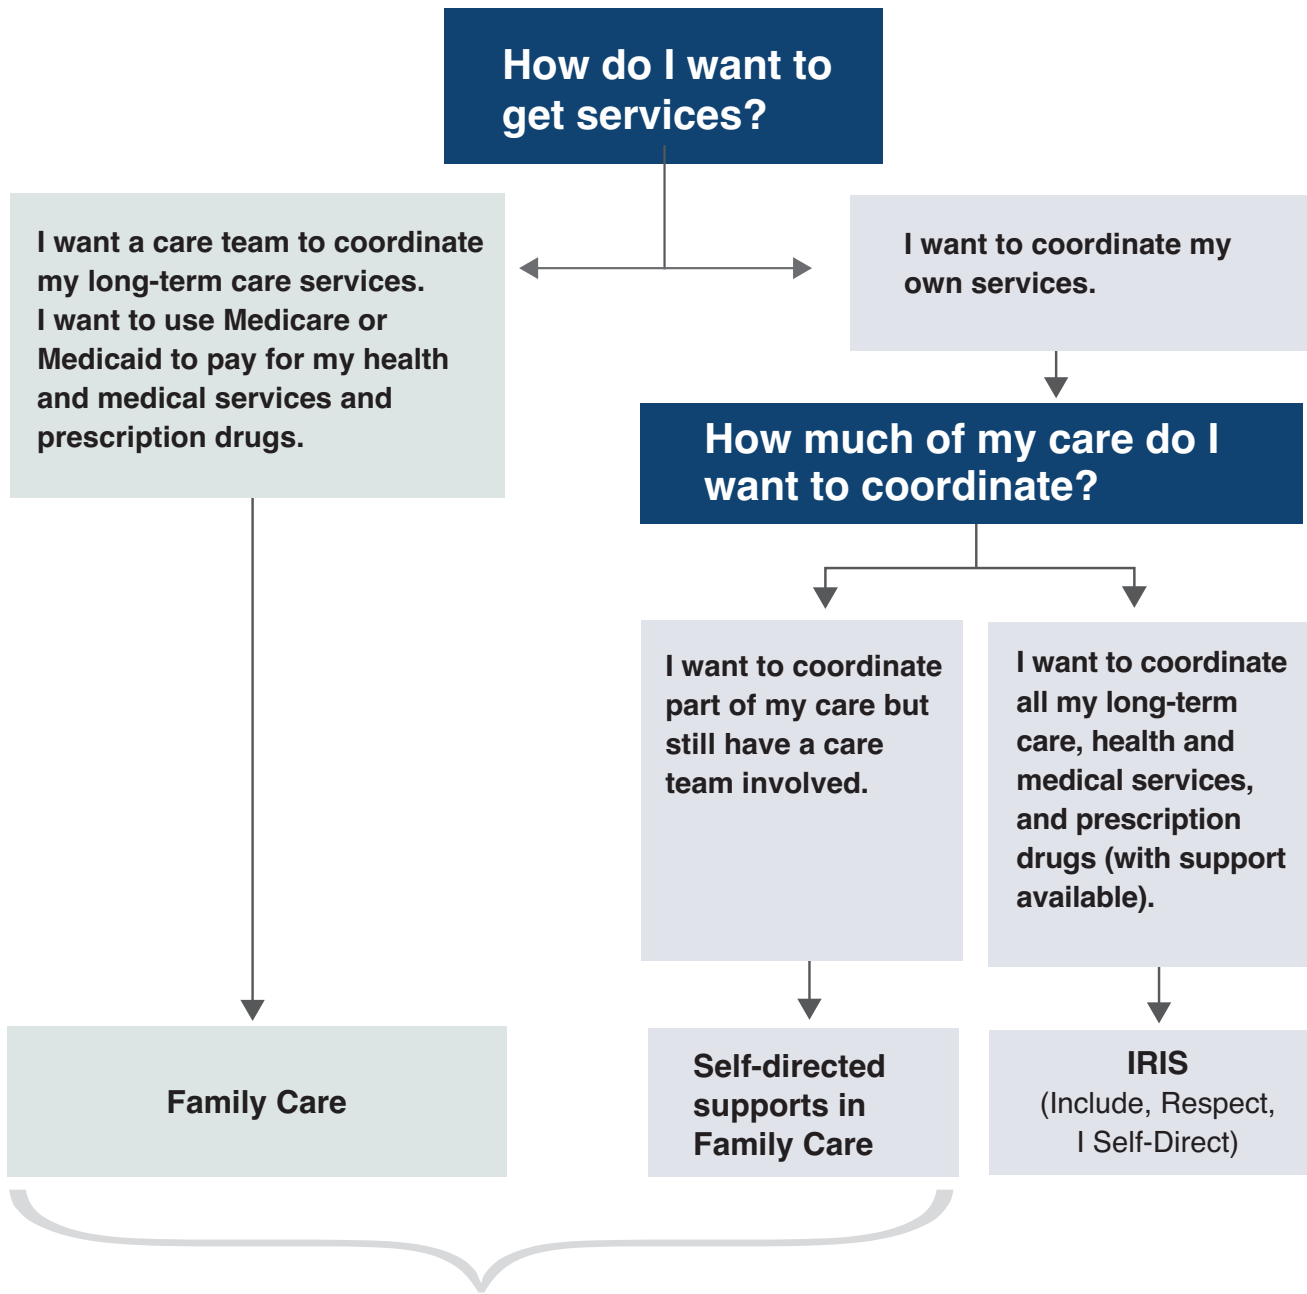 How do I want to
get services?
I want a care team to coordinate
my long-term care services.
I want to use Medicare or
Medicaid to pay for my health
and medical services and
prescription drugs.
I want to coordinate my
own services.
How much of my care do I
want to coordinate?
I want to coordinate
part of my care but
still have a care
team involved.
I want to coordinate
all my long-term
care, health and
medical services,
and prescription
drugs (with support
available).
Family Care
Self-directed
supports in
Family Care
IRIS
(Include, Respect,
I Self-Direct)